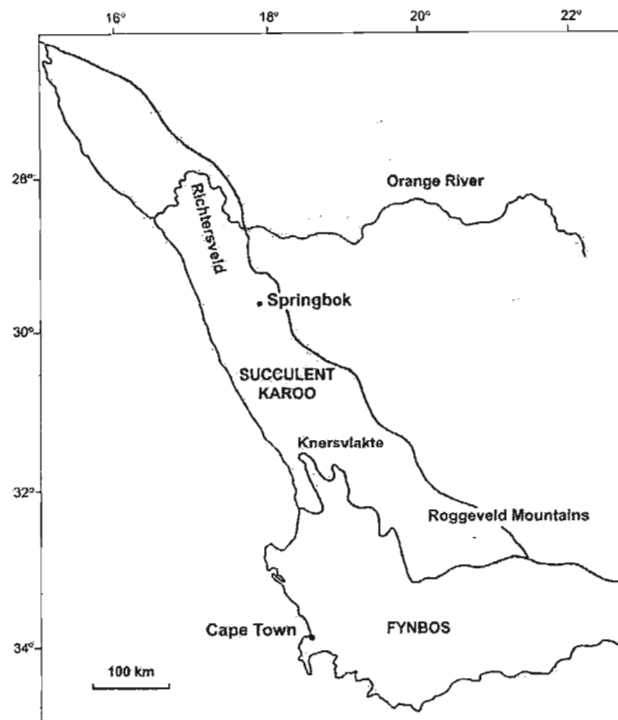 16° 18° 20° 22°
28°
Orange River
Richtersveld
Springbok
30°
SUCCULENT
KAROO
Knersvlakte
32°
Roggeveld Mountains
Cape Town
FYNBOS
34°
100 km